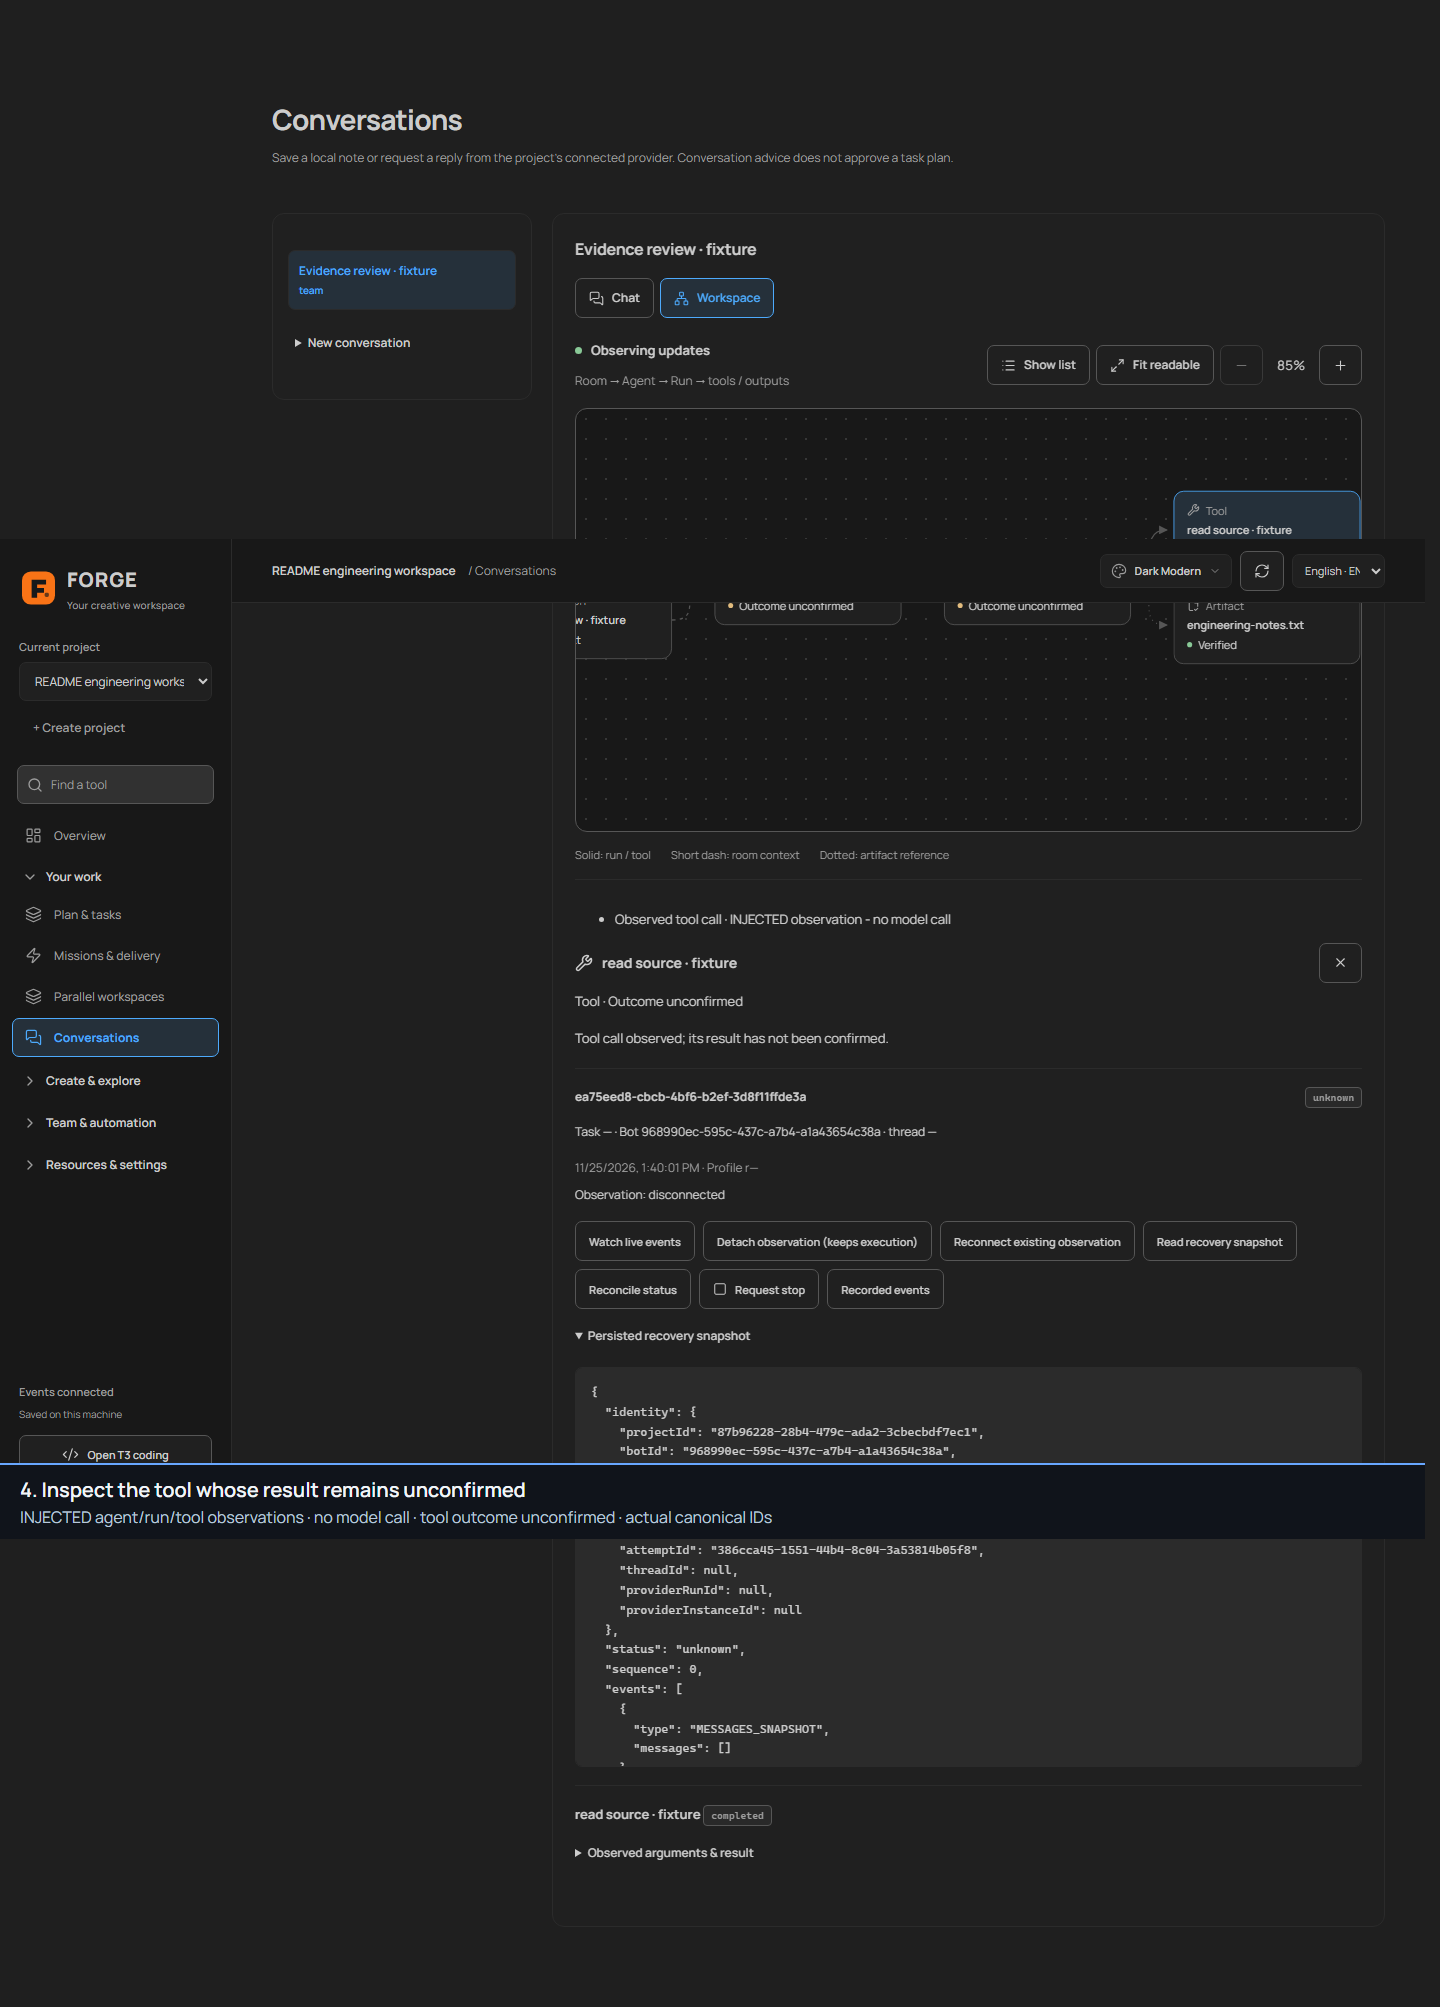 Conversations
Save a local note or request a reply from the project's connected provider. Conversation advice does not approve a task plan.
Evidence review · fixture
team
New conversation
Evidence review · fixture
Chat
Workspace
Observing updates
Room → Agent → Run → tools / outputs
Show list
Fit readable
85%
Tool
read source · fixture
FORGE
Your creative workspace
Current project
README engineering works
+ Create project
Find a tool
Overview
Your work
Plan & tasks
Missions & delivery
Parallel workspaces
Conversations
Create & explore
Team & automation
Resources & settings
Events connected
Saved on this machine
Open T3 coding
README engineering workspace / Conversations
Dark Modern
English · EN
w · fixture
t
Outcome unconfirmed
Outcome unconfirmed
Artifact
engineering-notes.txt
Verified
Solid: run / tool Short dash: room context Dotted: artifact reference
Observed tool call · INJECTED observation - no model call
read source · fixture
Tool · Outcome unconfirmed
Tool call observed; its result has not been confirmed.
ea75eed8-cbcb-4bf6-b2ef-3d8f11ffde3a
unknown
Task — · Bot 968990ec-595c-437c-a7b4-a1a43654c38a · thread —
11/25/2026, 1:40:01 PM · Profile r—
Observation: disconnected
Watch live events
Detach observation (keeps execution)
Reconnect existing observation
Read recovery snapshot
Reconcile status
Request stop
Recorded events
Persisted recovery snapshot
{
"identity": {
"projectId": "87b96228-28b4-479c-ada2-3cbecbdf7ec1",
"botId": "968990ec-595c-437c-a7b4-a1a43654c38a",
4. Inspect the tool whose result remains unconfirmed
INJECTED agent/run/tool observations · no model call · tool outcome unconfirmed · actual canonical IDs
"attemptId": "386cca45-1551-44b4-8c04-3a53814b05f8",
"threadId": null,
"providerRunId": null,
"providerInstanceId": null
},
"status": "unknown",
"sequence": 0,
"events": [
{
"type": "MESSAGES_SNAPSHOT",
"messages": []
read source · fixture completed
Observed arguments & result